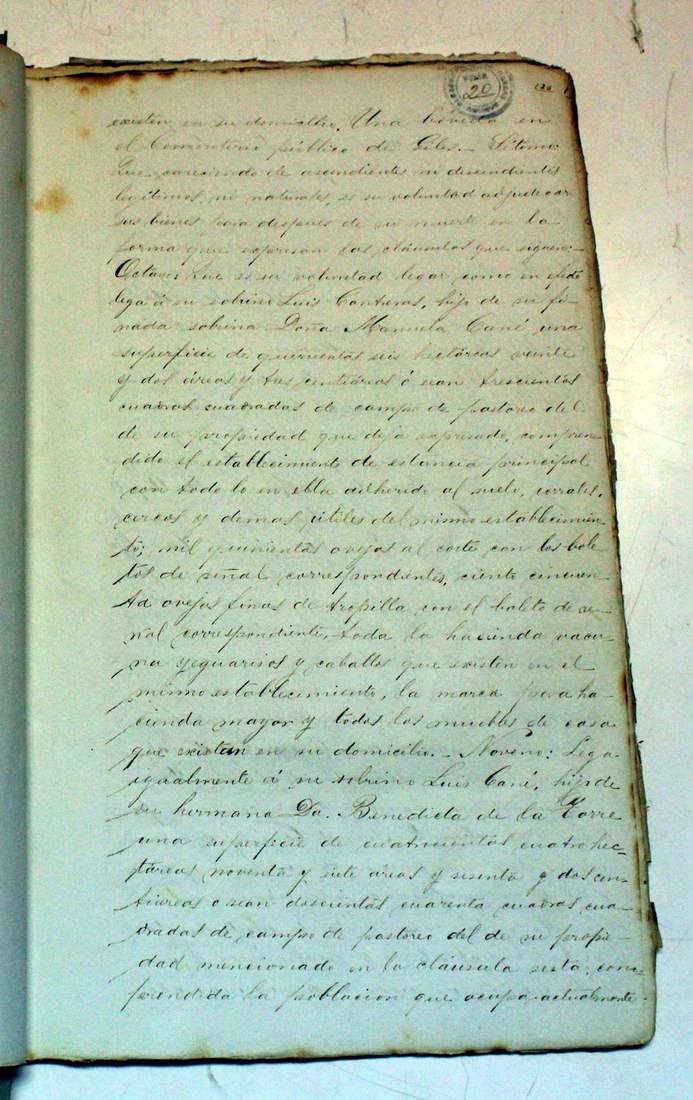 20
existen en su domicilio. Una bóveda en
el Cementerio público de Giles. — Sétimo:
Que careciendo de ascendientes ni descendientes
legítimos, ni naturales, es su voluntad adjudicar
sus bienes para despues de su muerte en la
forma que expresan las cláusulas que siguen:—
Octavo: Que es su voluntad legar como en efecto
lega á su sobrino Luis Contreras, hijo de su fi-
nada sobrina Doña Manuela Cané, una
superficie de quinientas seis hectáreas veinte
y dos áreas y tres centiáreas ó sean trescientas
cuadras cuadradas de campo de pastoreo del
de su propiedad que deja expresado, compren-
dido el establecimiento de estancia principal
con todo lo en ella adherido al suelo, corrales,
cercos y demas útiles del mismo establecimien-
to; mil quinientas ovejas al corte con los bole-
tos de señal correspondientes, ciento cincuen-
ta ovejas finas de tropilla con el boleto de se-
ñal correspondiente, toda la hacienda vacu-
na yeguarisos y caballos que existen en el
mismo establecimiento, la marca para ha-
cienda mayor y todos los muebles de casa
que existan en su domicilio. — Noveno: Lega
igualmente á su sobrino Luis Cané, hijo de
su hermana Da. Benedicta de la Torre
una superficie de cuatrocientas cuatro hec-
táreas noventa y siete areas y sesenta y dos cen-
tiáreas o sean doscientas cuarenta cuadras cua-
dradas de campo de pastoreo del de su propie-
dad mencionado en la cláusula sesta, com-
prendida la poblacion que ocupa actualmente